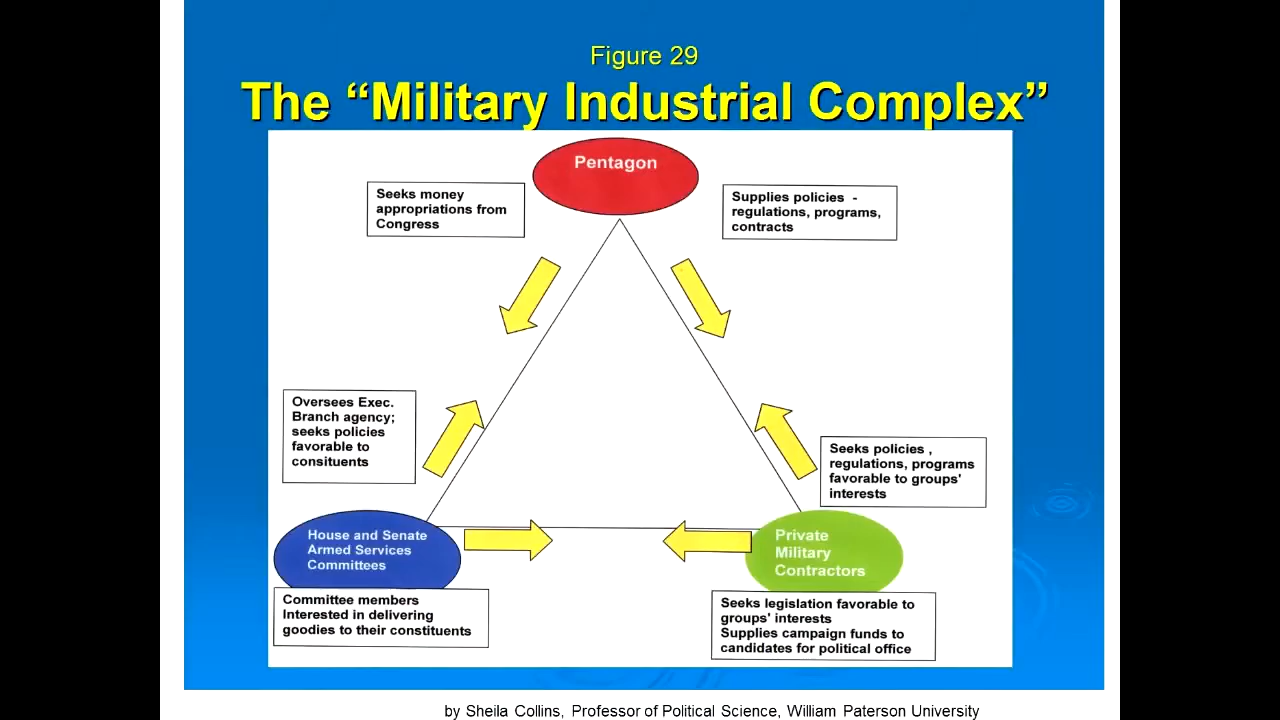 Figure 29
The “Military Industrial Complex”
Pentagon
Seeks money
appropriations from
Congress
Supplies policies -
regulations, programs,
contracts
Oversees Exec.
Branch agency;
seeks policies
favorable to
consituents
Seeks policies ,
regulations, programs
favorable to groups'
interests
House and Senate
Armed Services
Committees
Private
Military
Contractors
Committee members
Interested in delivering
goodies to their constituents
Seeks legislation favorable to
groups' interests
Supplies campaign funds to
candidates for political office
by Sheila Collins, Professor of Political Science, William Paterson University